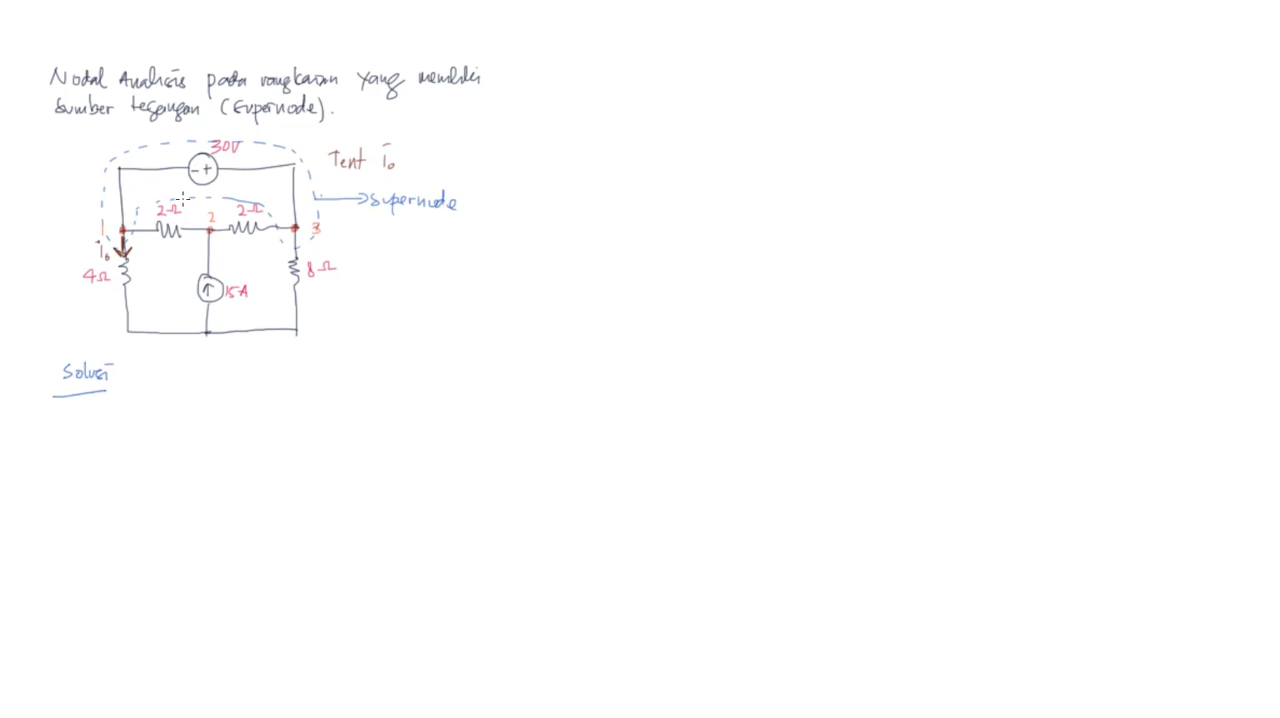 Nodal Analisis pada rangkaian yang memiliki
sumber tegangan (Supernode).
30V
- +
Tent i₀
supernode
2Ω
2Ω
1
2
3
i₀
4Ω
15A
8Ω
Solusi